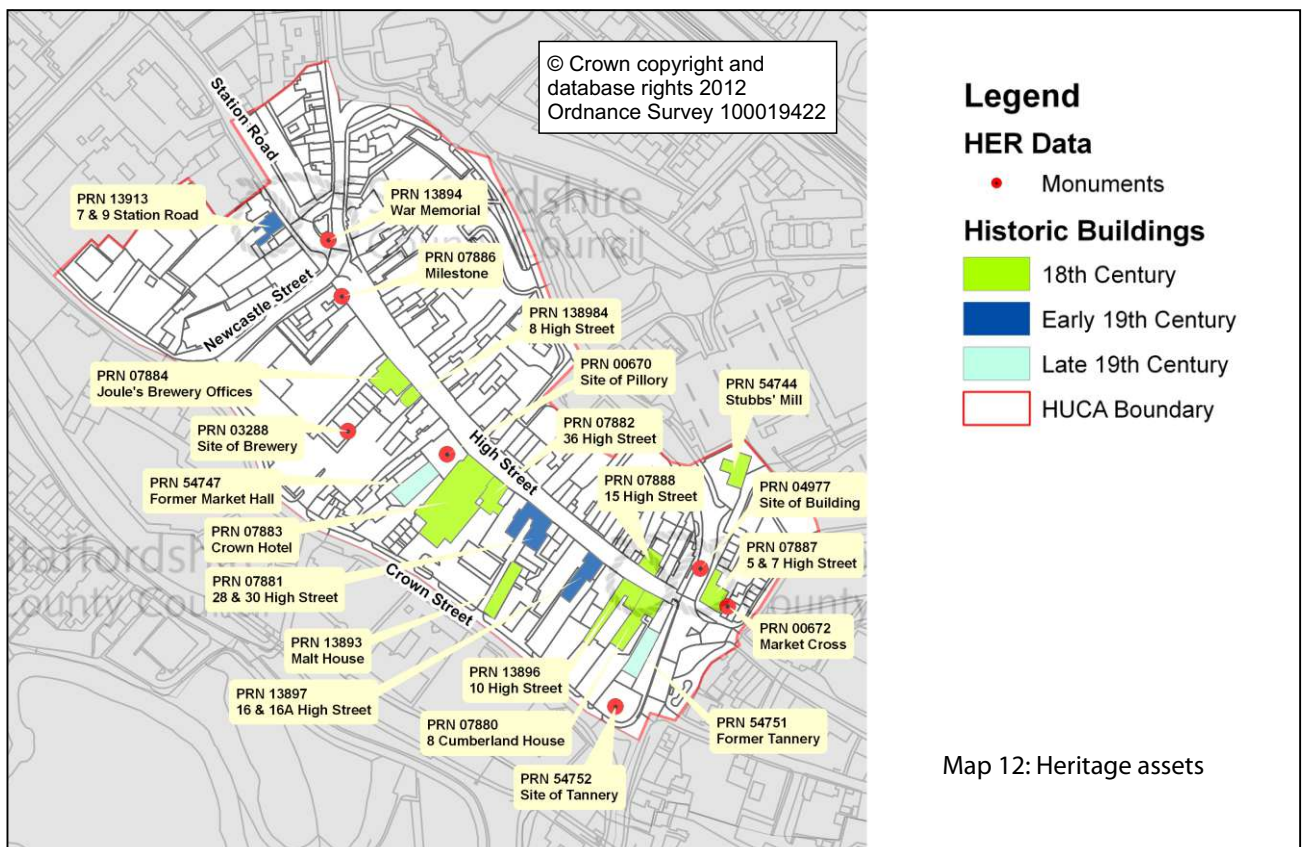 © Crown copyright and
database rights 2012
Ordnance Survey 100019422
Station Road
PRN 13913
7 & 9 Station Road
PRN 13894
War Memorial
Staffordshire
County Council
PRN 07886
Milestone
Newcastle Street
PRN 138984
8 High Street
PRN 07884
Joule's Brewery Offices
PRN 00670
Site of Pillory
PRN 54744
Stubbs' Mill
PRN 03288
Site of Brewery
PRN 07882
36 High Street
High Street
PRN 54747
Former Market Hall
PRN 07888
15 High Street
PRN 04977
Site of Building
PRN 07883
Crown Hotel
PRN 07887
5 & 7 High Street
Staffordshire
County Council
County
PRN 07881
28 & 30 High Street
Crown Street
PRN 13893
Malt House
PRN 00672
Market Cross
PRN 13896
10 High Street
PRN 13897
16 & 16A High Street
PRN 07880
8 Cumberland House
PRN 54751
Former Tannery
PRN 54752
Site of Tannery
Legend
HER Data
Monuments
Historic Buildings
18th Century
Early 19th Century
Late 19th Century
HUCA Boundary
Map 12: Heritage assets